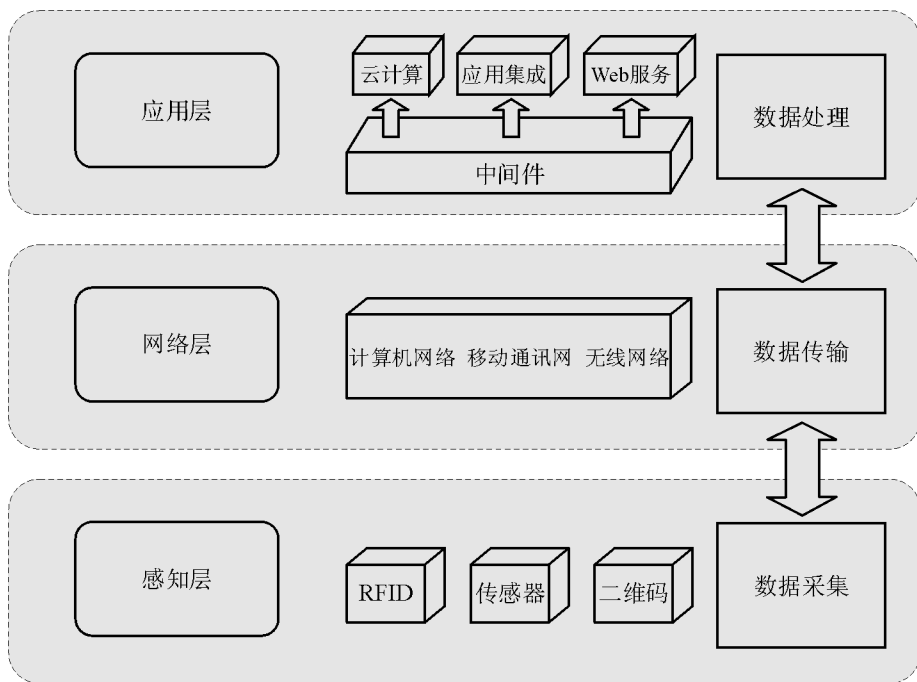 云计算
应用集成
Web服务
应用层
中间件
数据处理
网络层
计算机网络 移动通讯网 无线网络
数据传输
感知层
RFID
传感器
二维码
数据采集